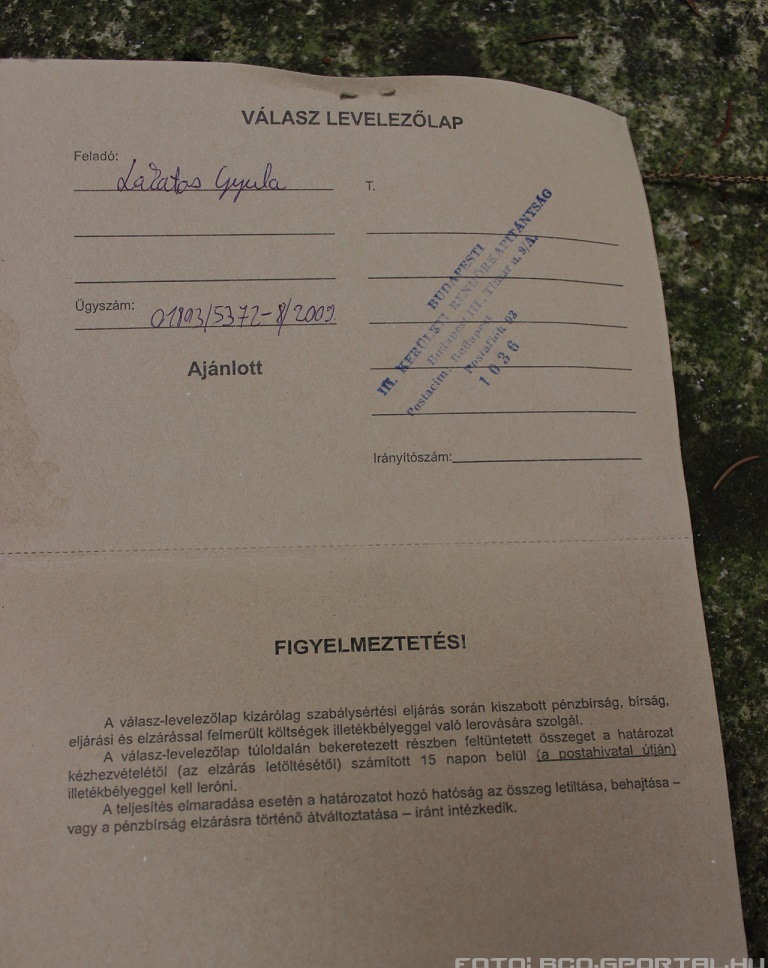 VÁLASZ LEVELEZŐLAP
Feladó:
Lakatos Gyula
T.
Ügyszám:
01893/5372-8/2009.
Ajánlott
BUDAPESTI
III. KERÜLETI RENDŐRKAPITÁNYSÁG
Budapest III. Tímár u. 9/A.
Postacím: Budapest
Postafiók 93
1036
Irányítószám:
FIGYELMEZTETÉS!
A válasz-levelezőlap kizárólag szabálysértési eljárás során kiszabott pénzbírság, bírság,
eljárási és elzárással felmerült költségek illetékbélyeggel való lerovására szolgál.
A válasz-levelezőlap túloldalán bekeretezett részben feltüntetett összeget a határozat
kézhezvételétől (az elzárás letöltésétől) számított 15 napon belül (a postahivatal útján)
illetékbélyeggel kell leróni.
A teljesítés elmaradása esetén a határozatot hozó hatóság az összeg letiltása, behajtása –
vagy a pénzbírság elzárásra történő átváltoztatása – iránt intézkedik.
FOTO: BCO.GPORTAL.HU